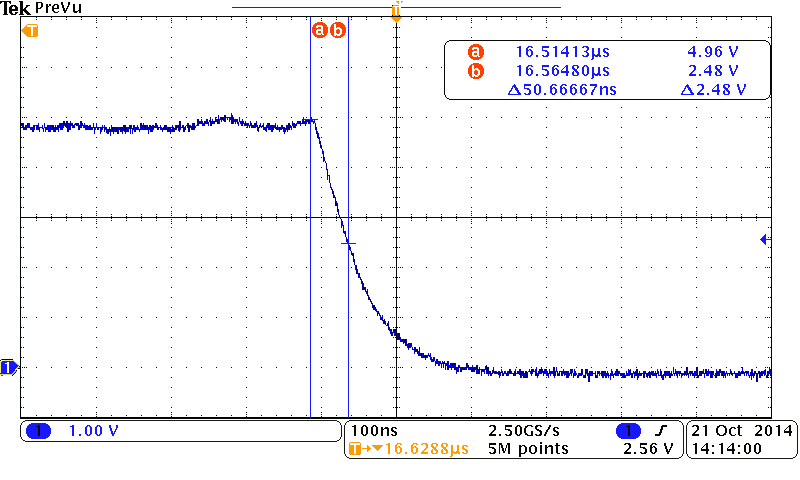 Tek PreVu
T
T
a b
a 16.51413µs 4.96 V
b 16.56480µs 2.48 V
Δ50.66667ns Δ2.48 V
1
1 1.00 V
100ns 2.50GS/s 1 ∫ 2.56 V
T→▼16.6288µs 5M points
21 Oct 2014
14:14:00